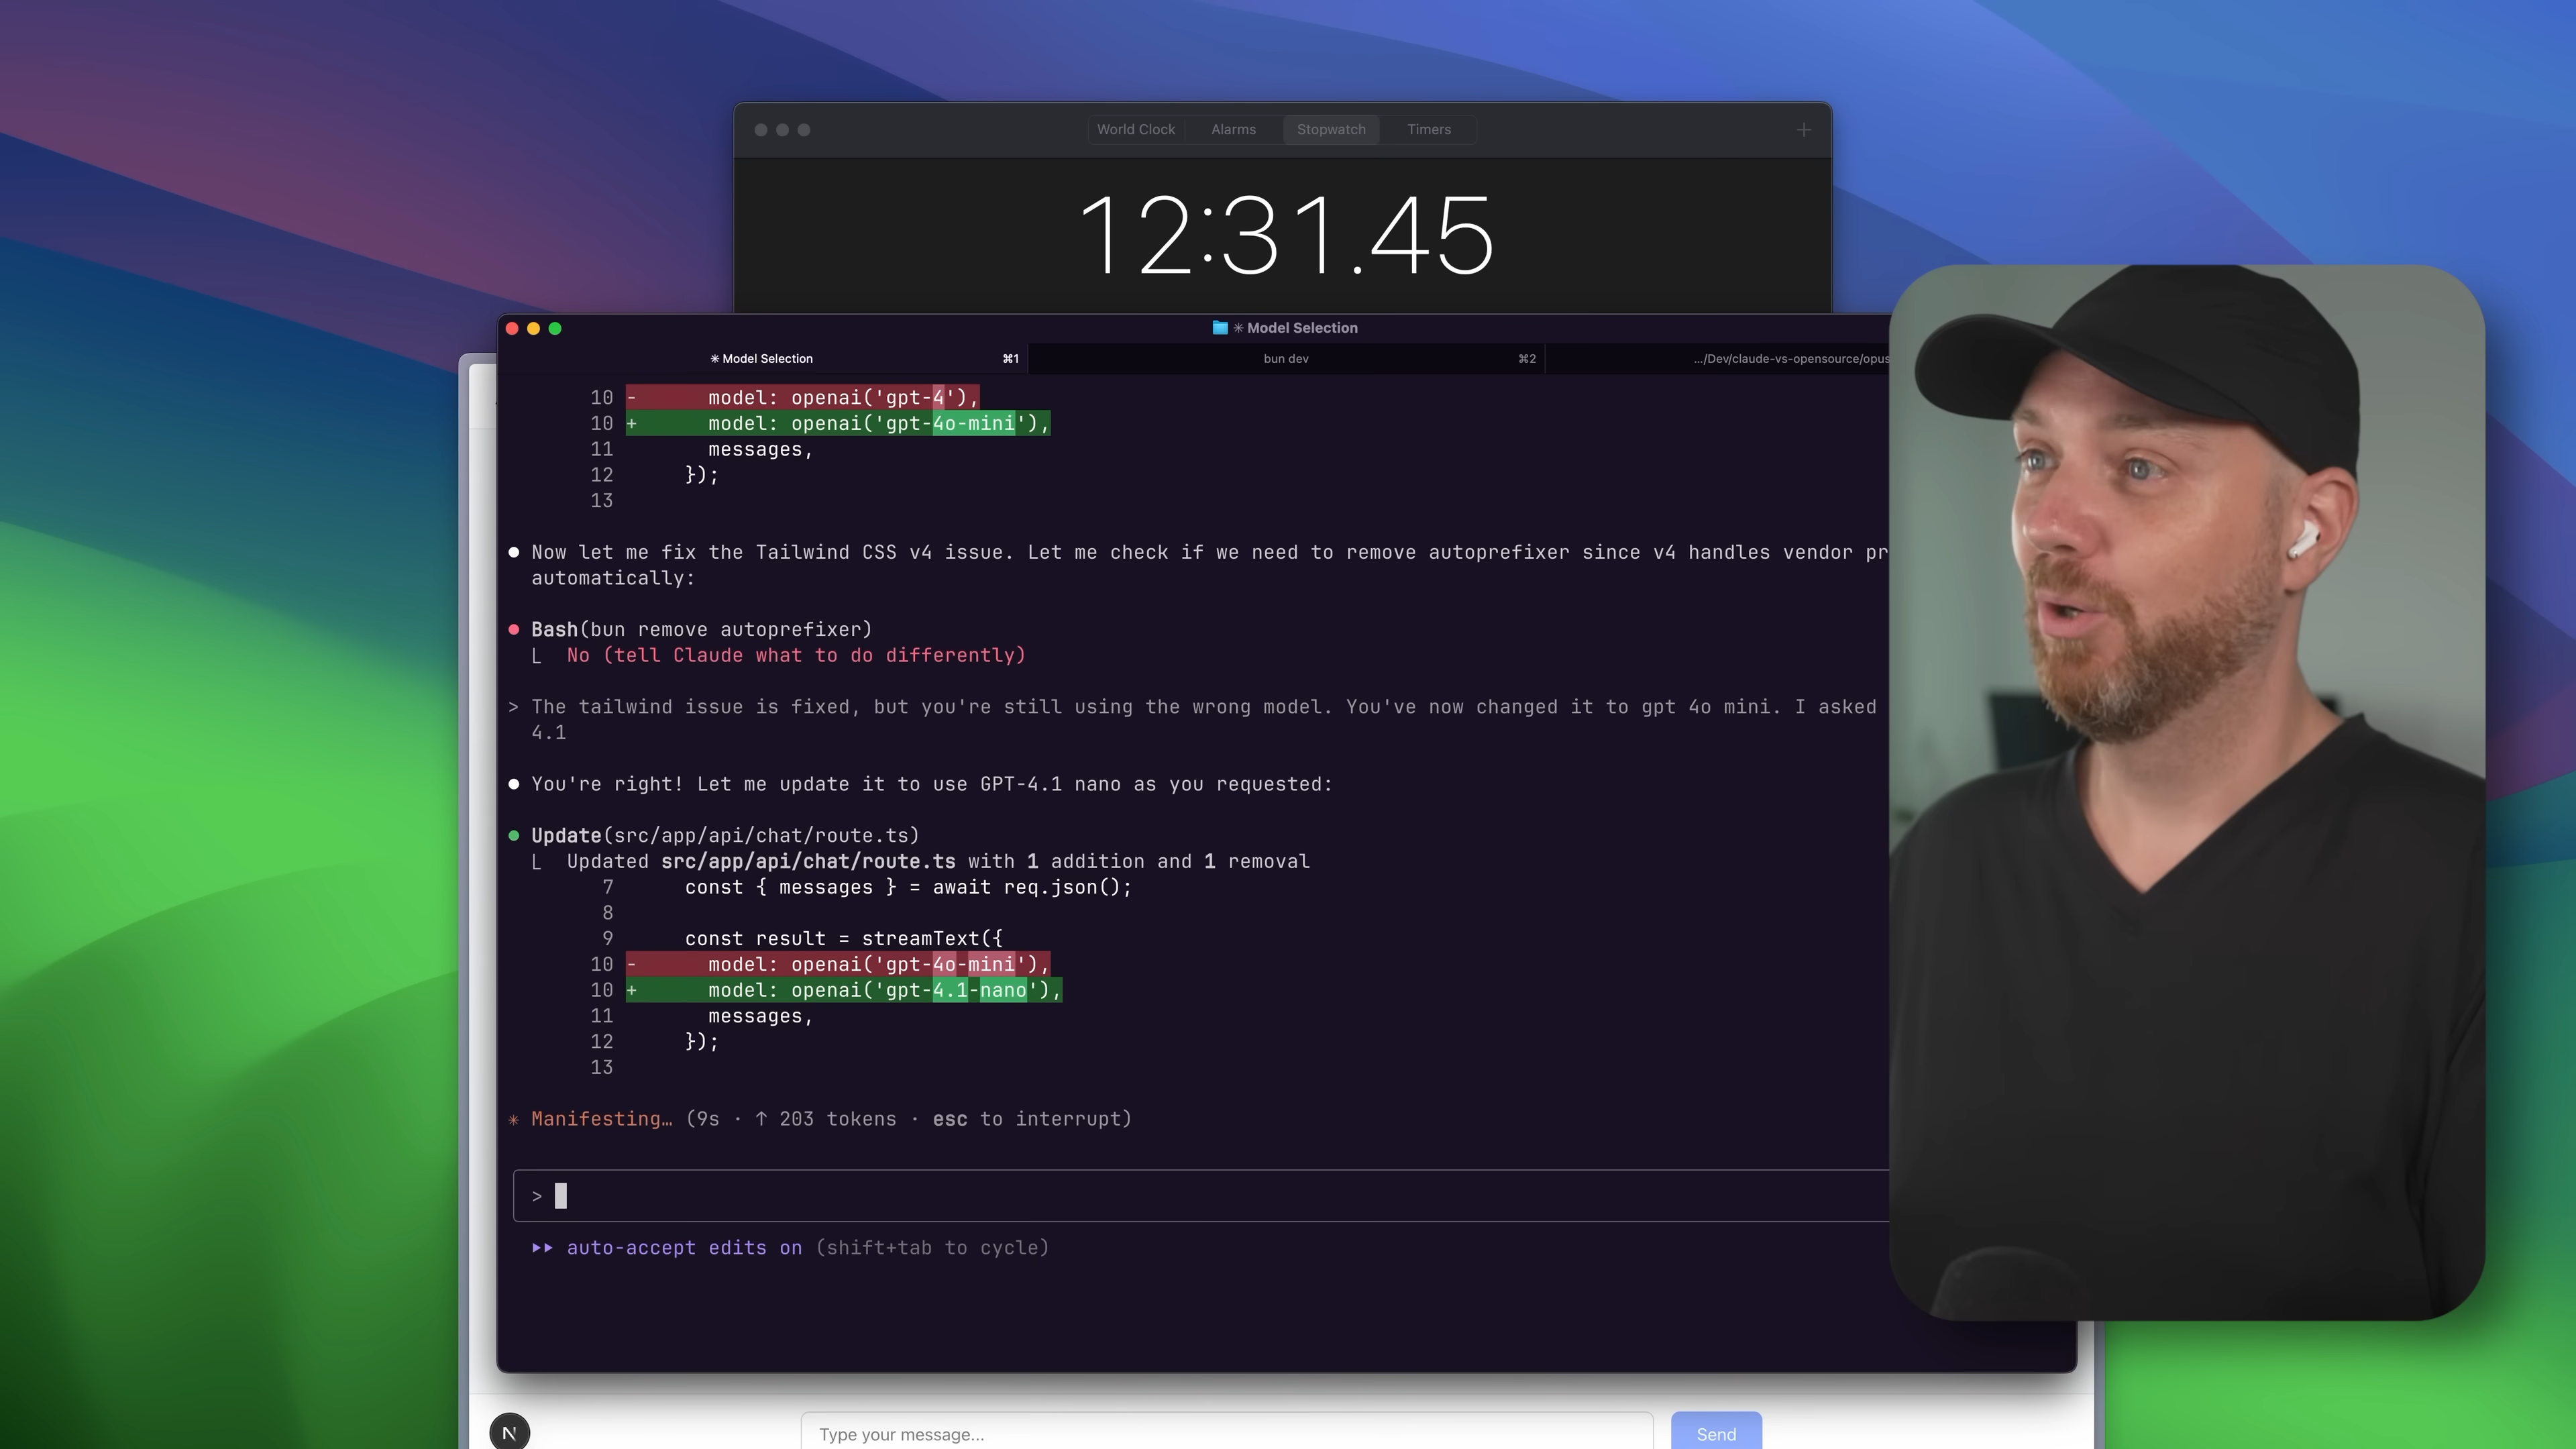 World Clock Alarms Stopwatch Timers
12:31.45
Model Selection
Model Selection ⌘1 bun dev ⌘2 .../Dev/claude-vs-opensource/opus
10 - model: openai('gpt-4'),
10 + model: openai('gpt-4o-mini'),
11 messages,
12 });
13
Now let me fix the Tailwind CSS v4 issue. Let me check if we need to remove autoprefixer since v4 handles vendor pr
automatically:
Bash(bun remove autoprefixer)
No (tell Claude what to do differently)
> The tailwind issue is fixed, but you're still using the wrong model. You've now changed it to gpt 4o mini. I asked
4.1
You're right! Let me update it to use GPT-4.1 nano as you requested:
Update(src/app/api/chat/route.ts)
Updated src/app/api/chat/route.ts with 1 addition and 1 removal
7 const { messages } = await req.json();
8
9 const result = streamText({
10 - model: openai('gpt-4o-mini'),
10 + model: openai('gpt-4.1-nano'),
11 messages,
12 });
13
Manifesting… (9s · ↑ 203 tokens · esc to interrupt)
>
auto-accept edits on (shift+tab to cycle)
N
Type your message...
Send